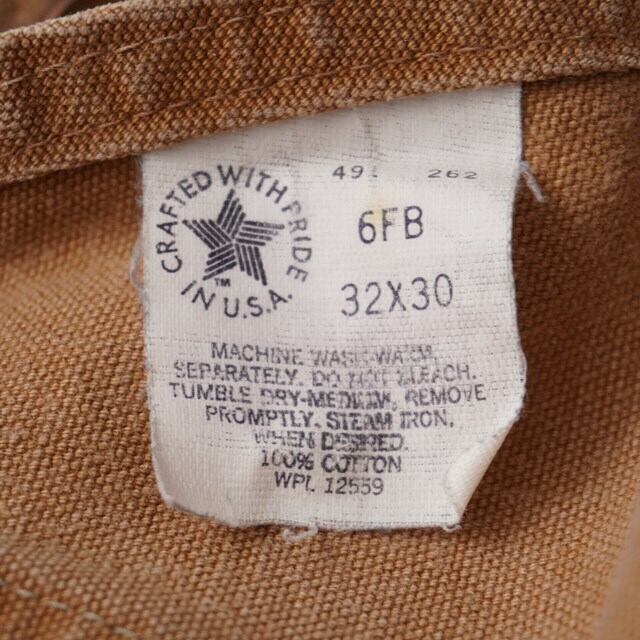 CRAFTED WITH PRIDE
IN U.S.A
TM
49 262
6FB
32X30
MACHINE WASH-WARM.
SEPARATELY. DO NOT BLEACH.
TUMBLE DRY-MEDIUM, REMOVE
PROMPTLY. STEAM IRON,
WHEN DESIRED.
100% COTTON
WPL 12559